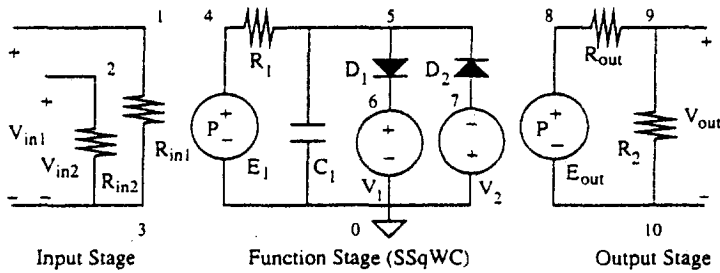 1
4
5
8
9
2
R1
D1
D2
Rout
6
7
+
+
Vin1
Vin2
Rin2
Rin1
P
+
−
E1
C1
+
−
V1
−
+
V2
P
+
−
Eout
R2
+
Vout
−
−
−
3
0
10
Input Stage
Function Stage (SSqWC)
Output Stage